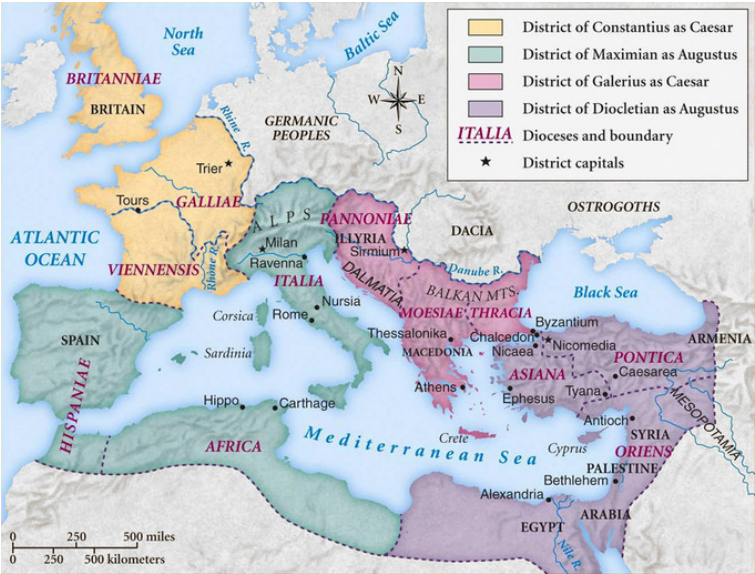 North
Sea
Baltic Sea
District of Constantius as Caesar
District of Maximian as Augustus
District of Galerius as Caesar
District of Diocletian as Augustus
ITALIA Dioceses and boundary
District capitals
N
W E
S
BRITANNIAE
BRITAIN
GERMANIC
PEOPLES
Rhine R.
Trier
Tours
GALLIAE
ATLANTIC
OCEAN
VIENNENSIS
Rhone R.
ALPS
Milan
Ravenna
ITALIA
PANNONIAE
ILLYRIA
Sirmium
DALMATIA
DACIA
OSTROGOTHS
Danube R.
BALKAN MTS.
Black Sea
MOESIAE
THRACIA
Corsica
Nursia
Rome
Sardinia
SPAIN
HISPANIAE
Thessalonika
MACEDONIA
Byzantium
Chalcedon
Nicaea
Nicomedia
ARMENIA
PONTICA
Caesarea
ASIANA
Athens
Ephesus
Tyana
MESOPOTAMIA
Hippo
Carthage
AFRICA
Mediterranean Sea
Crete
Cyprus
Antioch
SYRIA
ORIENS
PALESTINE
Bethlehem
Alexandria
EGYPT
ARABIA
Nile R.
0 250 500 miles
0 250 500 kilometers